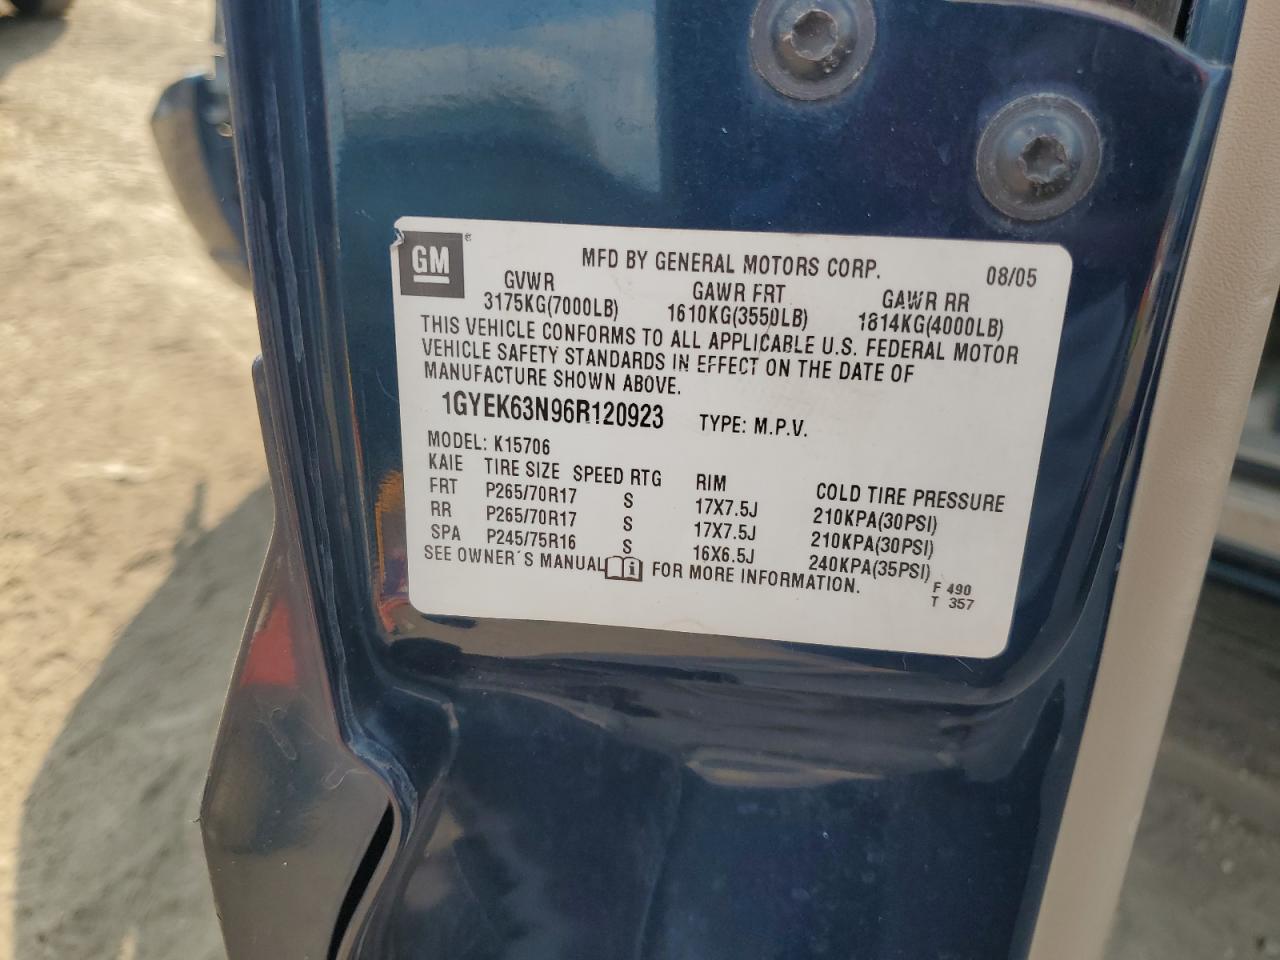 GM ® MFD BY GENERAL MOTORS CORP. 08/05
GVWR GAWR FRT GAWR RR
3175KG(7000LB) 1610KG(3550LB) 1814KG(4000LB)
THIS VEHICLE CONFORMS TO ALL APPLICABLE U.S. FEDERAL MOTOR
VEHICLE SAFETY STANDARDS IN EFFECT ON THE DATE OF
MANUFACTURE SHOWN ABOVE.
1GYEK63N96R120923 TYPE: M.P.V.
MODEL: K15706
KAIE TIRE SIZE SPEED RTG RIM COLD TIRE PRESSURE
FRT P265/70R17 S 17X7.5J 210KPA(30PSI)
RR P265/70R17 S 17X7.5J 210KPA(30PSI)
SPA P245/75R16 S 16X6.5J 240KPA(35PSI)
SEE OWNER'S MANUAL FOR MORE INFORMATION.
F 490
T 357